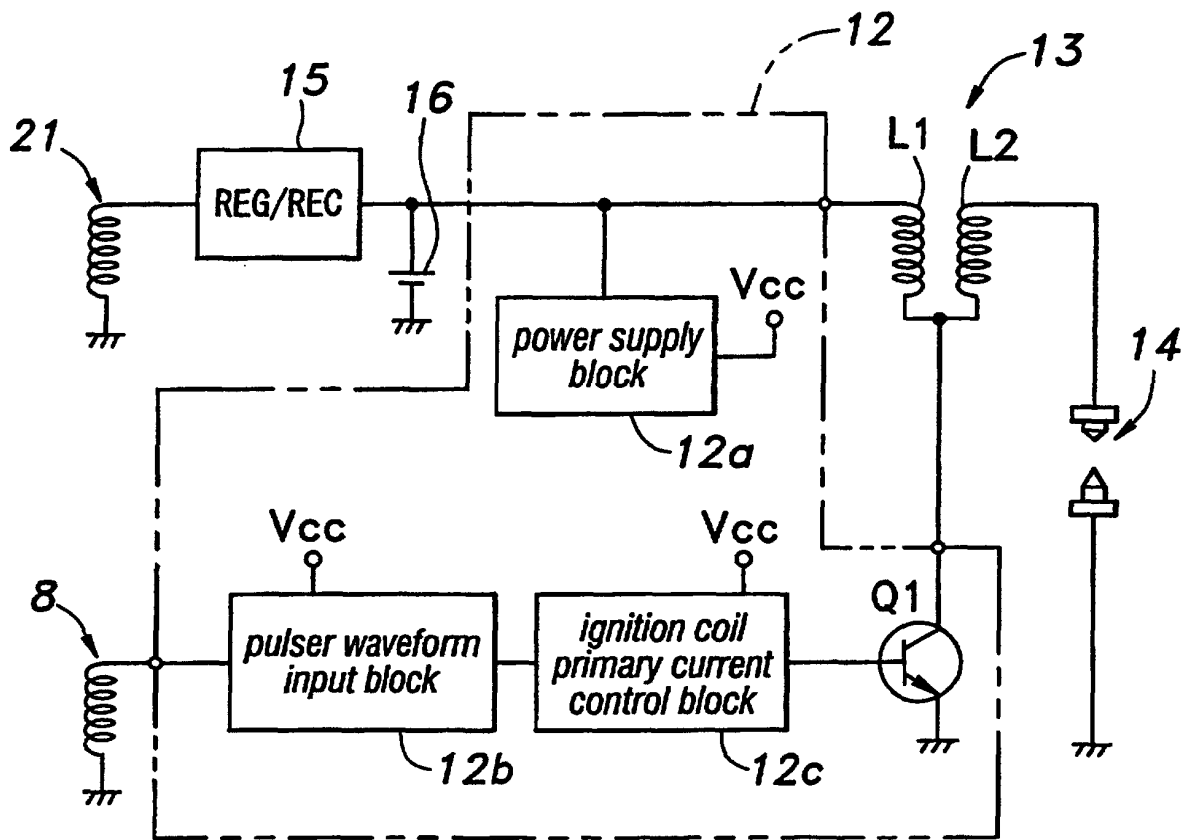 12
13
15
16
21
L1
L2
REG/REC
Vcc
power supply
block
14
12a
Vcc
Vcc
8
Q1
pulser waveform
input block
ignition coil
primary current
control block
12b
12c